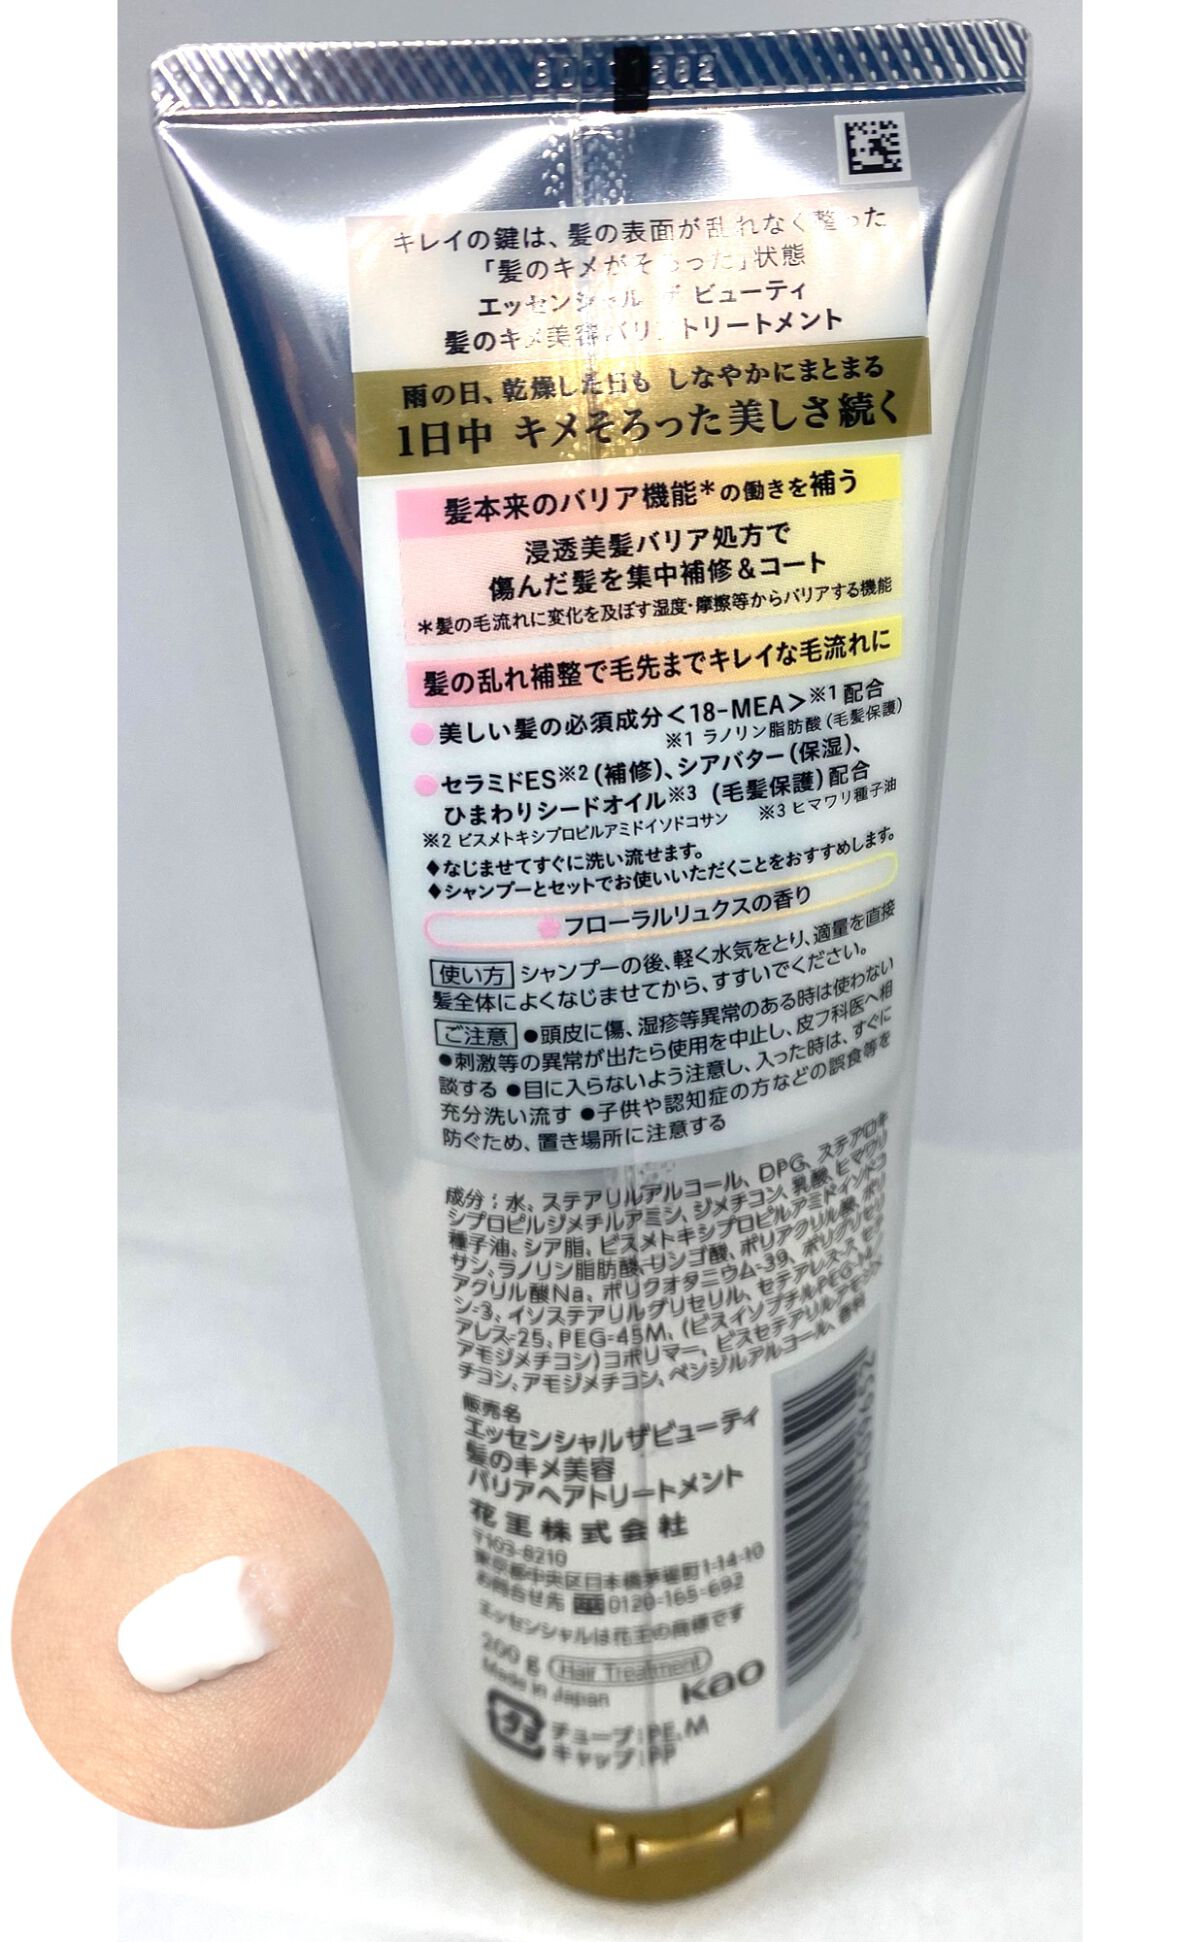 キレイの鍵は、髪の表面が乱れなく整った
「髪のキメがそろった」状態
エッセンシャル ザ ビューティ
髪のキメ美容バリアトリートメント
雨の日、乾燥した日も しなやかにまとまる
1日中 キメそろった美しさ続く
髪本来のバリア機能*の働きを補う
浸透美髪バリア処方で
傷んだ髪を集中補修&コート
*髪の毛流れに変化を及ぼす湿度・摩擦等からバリアする機能
髪の乱れ補整で毛先までキレイな毛流れに
●美しい髪の必須成分<18-MEA>※1配合
※1 ラノリン脂肪酸(毛髪保護)
●セラミドES※2(補修)、シアバター(保湿)、
ひまわりシードオイル※3 (毛髪保護)配合
※2 ビスメトキシプロピルアミドイソドコサン ※3 ヒマワリ種子油
♦なじませてすぐに洗い流せます。
♦シャンプーとセットでお使いいただくことをおすすめします。
フローラルリュクスの香り
使い方 シャンプーの後、軽く水気をとり、適量を直接
髪全体によくなじませてから、すすいでください。
ご注意 ●頭皮に傷、湿疹等異常のある時は使わない
●刺激等の異常が出たら使用を中止し、皮フ科医へ相
談する ●目に入らないよう注意し、入った時は、すぐに
充分洗い流す ●子供や認知症の方などの誤食等を
防ぐため、置き場所に注意する
成分:水、ステアリルアルコール、DPG、ステアロキ
シプロピルジメチルアミン、ジメチコン、乳酸、ヒマワリ
種子油、シア脂、ビスメトキシプロピルアミドイソドコ
サン、ラノリン脂肪酸、リンゴ酸、ポリアクリル酸、ポリ
アクリル酸Na、ポリクオタニウム-39、ポリグリセリ
ン-3、イソステアリルグリセリル、セテアレス-7、セテ
アレス-25、PEG-45M、(ビスイソブチルPEG-14/
アモジメチコン)コポリマー、ビスセテアリルアモジメ
チコン、アモジメチコン、ベンジルアルコール、香料
販売名
エッセンシャルザビューティ
髪のキメ美容
バリアヘアトリートメント
花王株式会社
〒103-8210
東京都中央区日本橋茅場町1-14-10
お問合せ先 0120-165-692
エッセンシャルは花王の商標です
200g Hair Treatment
Made in Japan
Kao
チューブ:PE,M
キャップ:PP